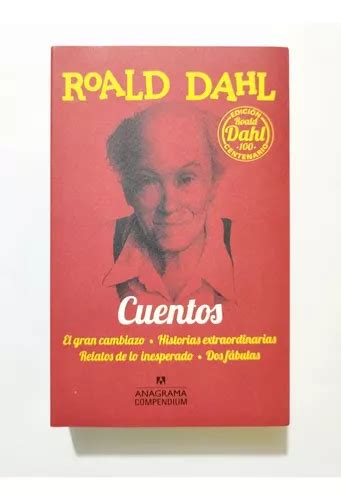 ROALD DAHL
EDICIÓN
Roald
Dahl
-100-
CENTENARIO
Cuentos
El gran cambiazo • Historias extraordinarias
Relatos de lo inesperado • Dos fábulas
A
ANAGRAMA
COMPENDIUM